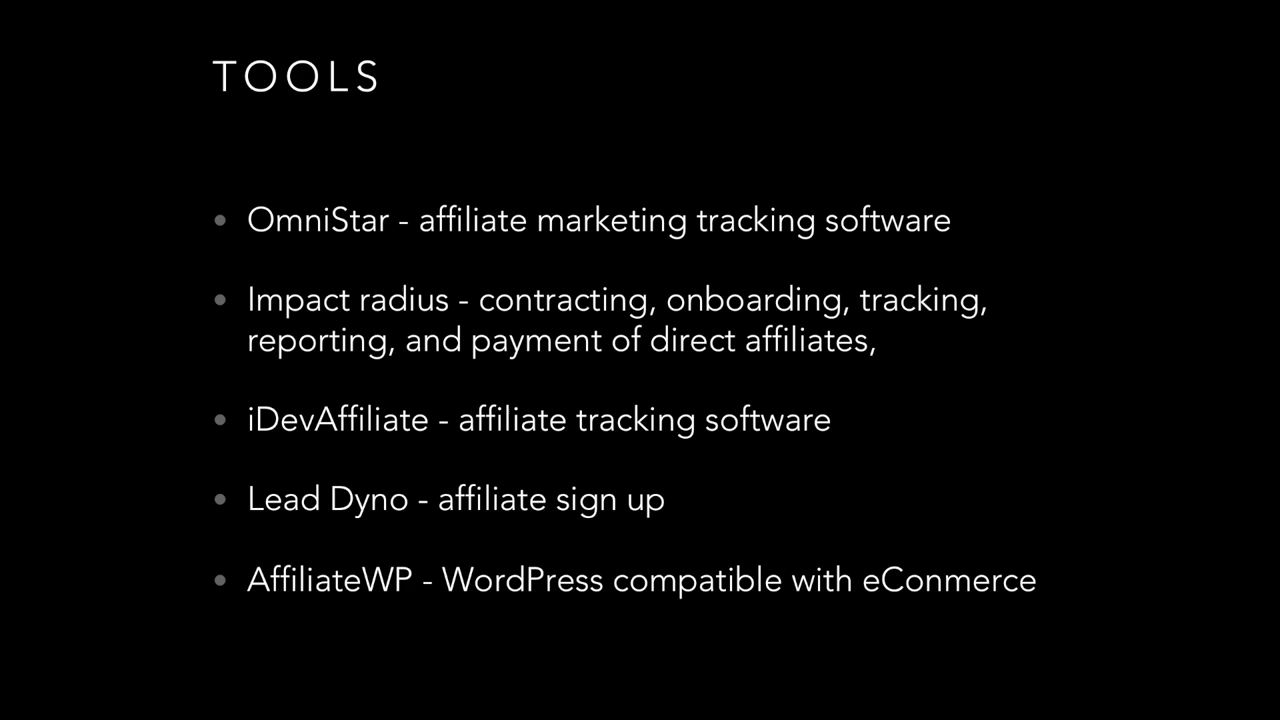 TOOLS
• OmniStar - affiliate marketing tracking software
• Impact radius - contracting, onboarding, tracking,
reporting, and payment of direct affiliates,
• iDevAffiliate - affiliate tracking software
• Lead Dyno - affiliate sign up
• AffiliateWP - WordPress compatible with eConmerce